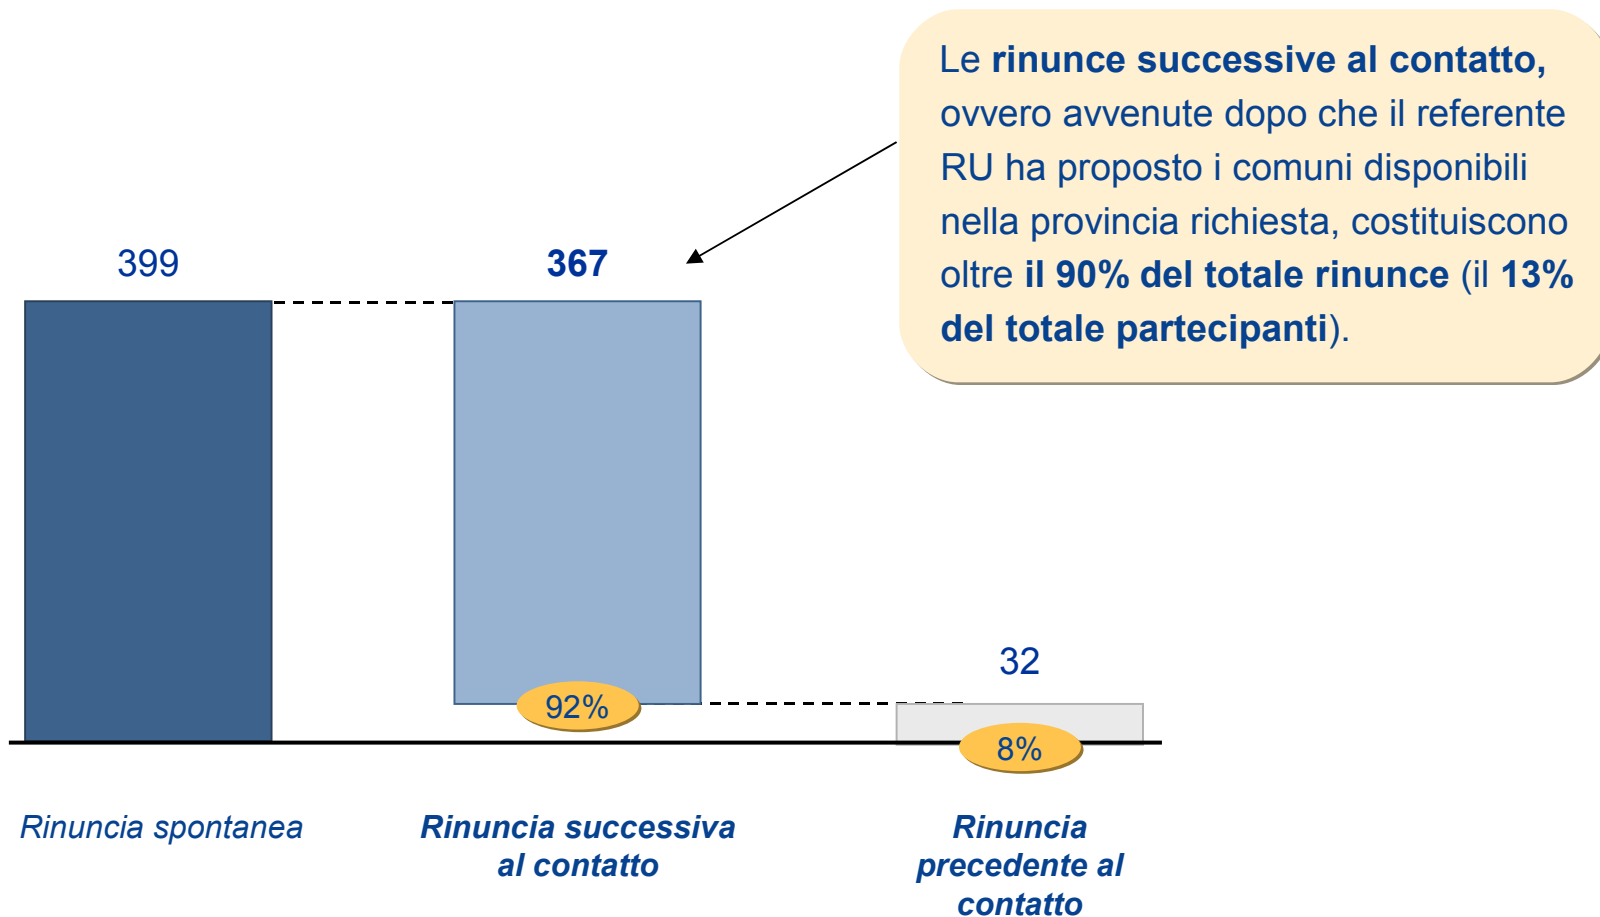 Le rinunce successive al contatto,
ovvero avvenute dopo che il referente
RU ha proposto i comuni disponibili
nella provincia richiesta, costituiscono
oltre il 90% del totale rinunce (il 13%
del totale partecipanti).
399
367
32
92%
8%
Rinuncia spontanea
Rinuncia successiva
al contatto
Rinuncia
precedente al
contatto